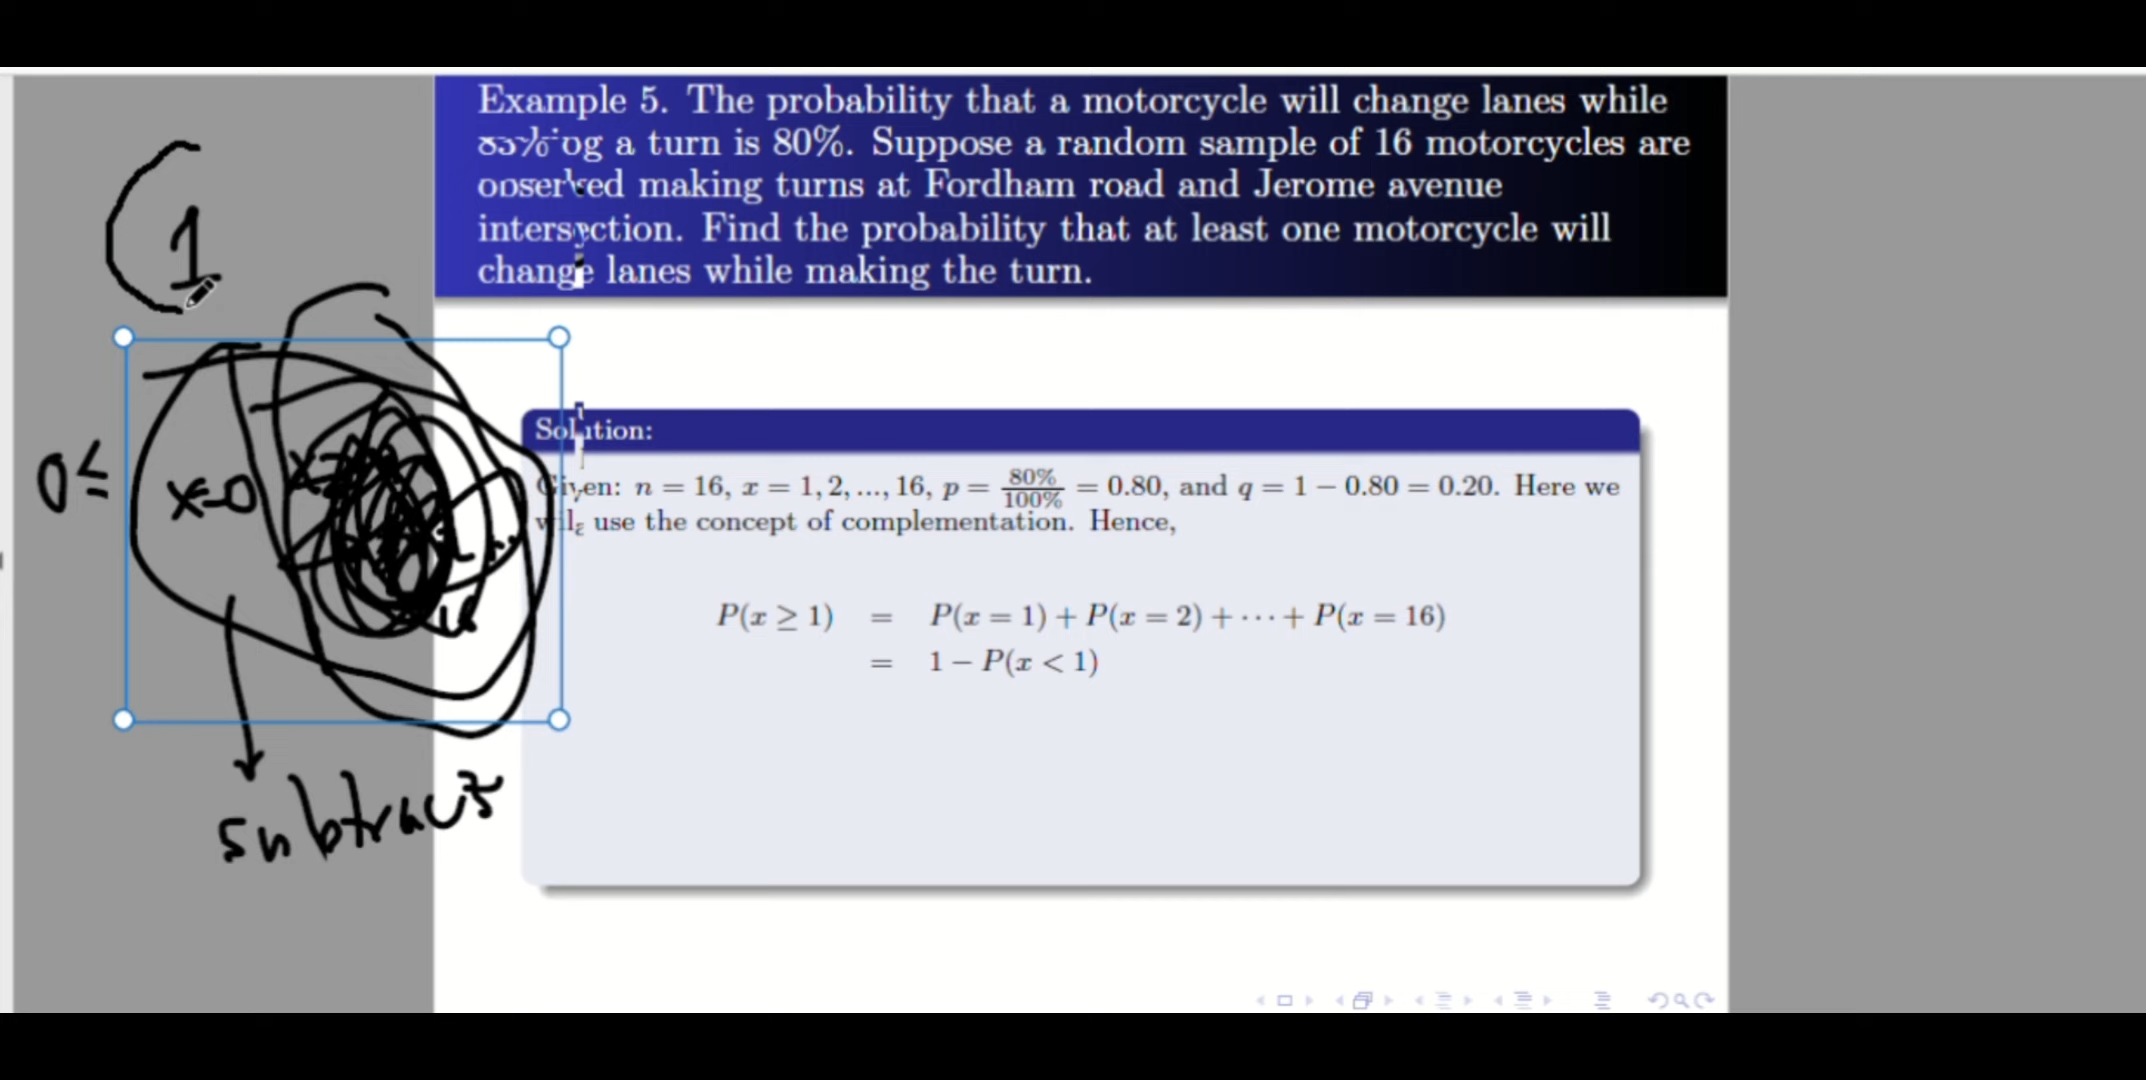 Example 5. The probability that a motorcycle will change lanes while
a turn is 80%. Suppose a random sample of 16 motorcycles are
observed making turns at Fordham road and Jerome avenue
intersection. Find the probability that at least one motorcycle will
change lanes while making the turn.
1
0≤
x=0
Solution:
Given: n = 16, x = 1, 2, ..., 16, p = 80%/100% = 0.80, and q = 1 − 0.80 = 0.20. Here we
use the concept of complementation. Hence,
P(x ≥ 1) = P(x = 1) + P(x = 2) + · · · + P(x = 16)
= 1 − P(x < 1)
subtract